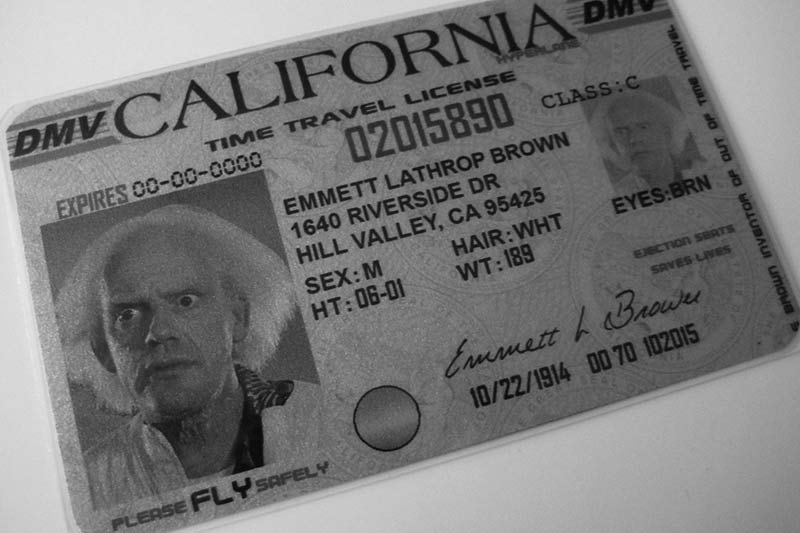 DMV CALIFORNIA DMV
HYPERLANE
TIME TRAVEL LICENSE
02015890 CLASS:C
EXPIRES 00-00-0000
EMMETT LATHROP BROWN
1640 RIVERSIDE DR
HILL VALLEY, CA 95425
SEX:M HAIR:WHT
HT:06-01 WT:189
EYES:BRN
EJECTION SEATS
SAVES LIVES
Emmett L Brown
10/22/1914 OD 70 102015
PLEASE FLY SAFELY
BROWN INVENTOR OF OUT OF TIME TRAVEL